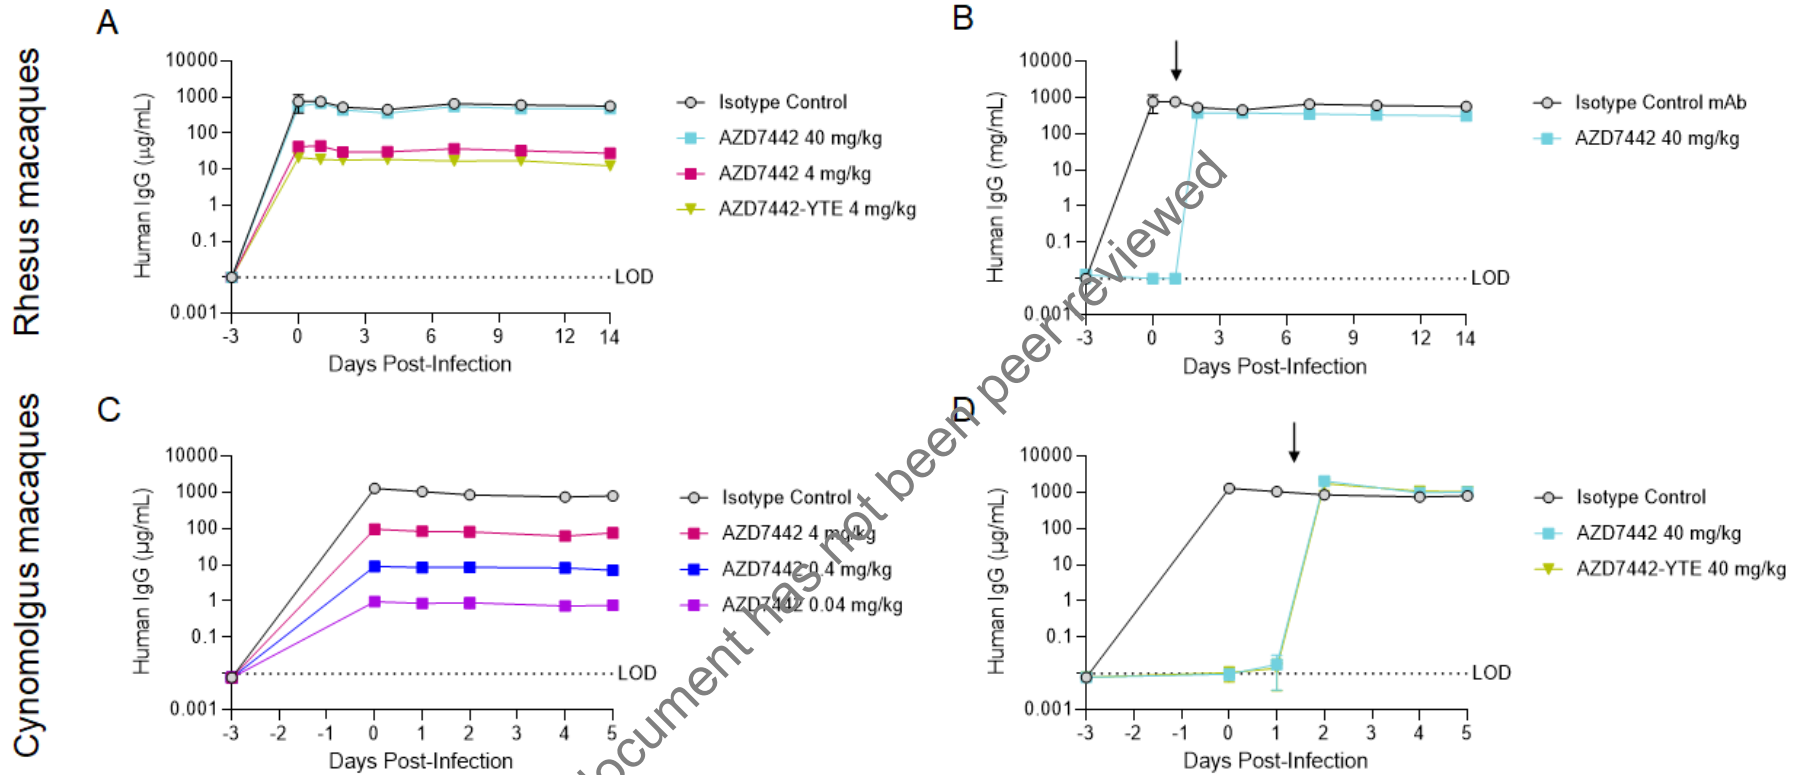 Rhesus macaques
A
10000
1000
100
10
1
0.1
0.001
Human IgG (µg/mL)
LOD
-3 0 3 6 9 12 14
Days Post-Infection
Isotype Control
AZD7442 40 mg/kg
AZD7442 4 mg/kg
AZD7442-YTE 4 mg/kg
B
10000
1000
100
10
1
0.1
0.001
Human IgG (mg/mL)
LOD
-3 0 3 6 9 12 14
Days Post-Infection
Isotype Control mAb
AZD7442 40 mg/kg
Cynomolgus macaques
C
10000
1000
100
10
1
0.1
0.001
Human IgG (µg/mL)
LOD
-3 -2 -1 0 1 2 3 4 5
Days Post-Infection
Isotype Control
AZD7442 4 mg/kg
AZD7442 0.4 mg/kg
AZD7442 0.04 mg/kg
D
10000
1000
100
10
1
0.1
0.001
Human IgG (µg/mL)
LOD
-3 -2 -1 0 1 2 3 4 5
Days Post-Infection
Isotype Control
AZD7442 40 mg/kg
AZD7442-YTE 40 mg/kg
document has not been peer reviewed